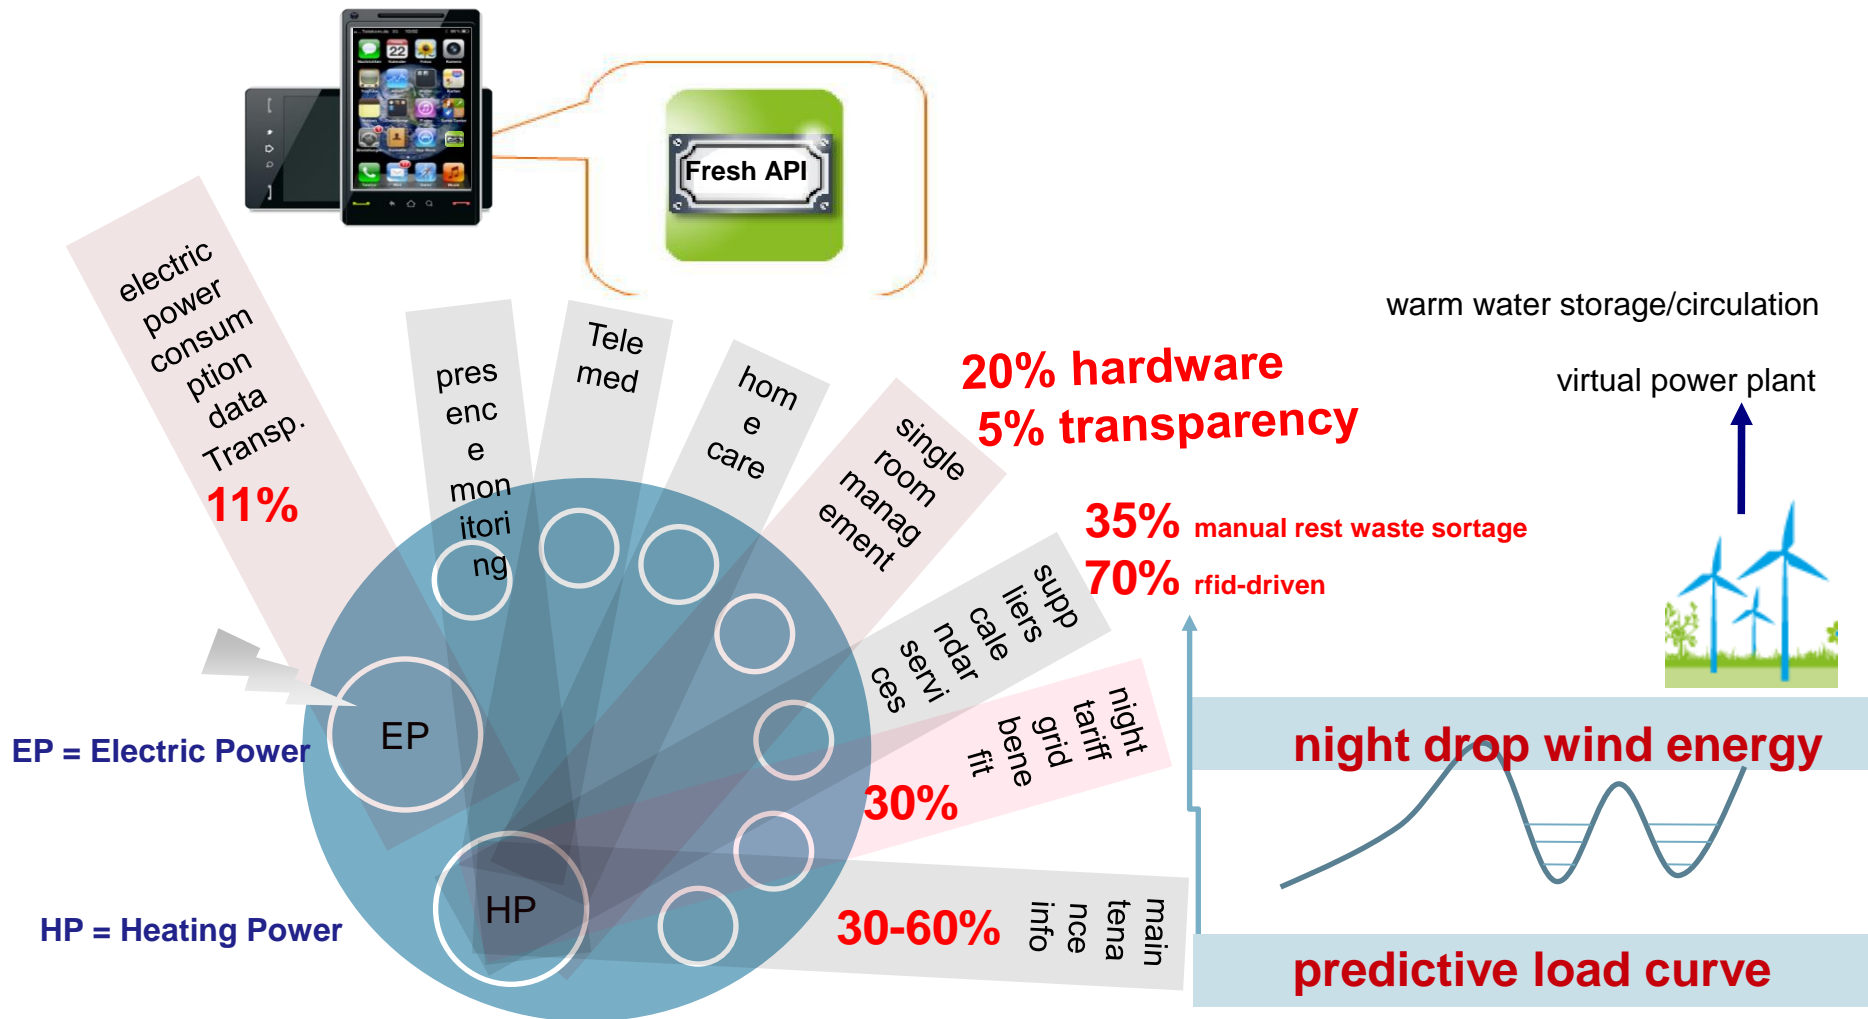 Fresh API
electric
power
consum
ption
data
Transp.
11%
pres
enc
e
mon
itori
ng
Tele
med
hom
e
care
single
room
manag
ement
20% hardware
5% transparency
35% manual rest waste sortage
70% rfid-driven
supp
liers
cale
ndar
servi
ces
night
tariff
grid
bene
fit
30%
main
tena
nce
info
30-60%
EP
HP
EP = Electric Power
HP = Heating Power
warm water storage/circulation
virtual power plant
night drop wind energy
predictive load curve